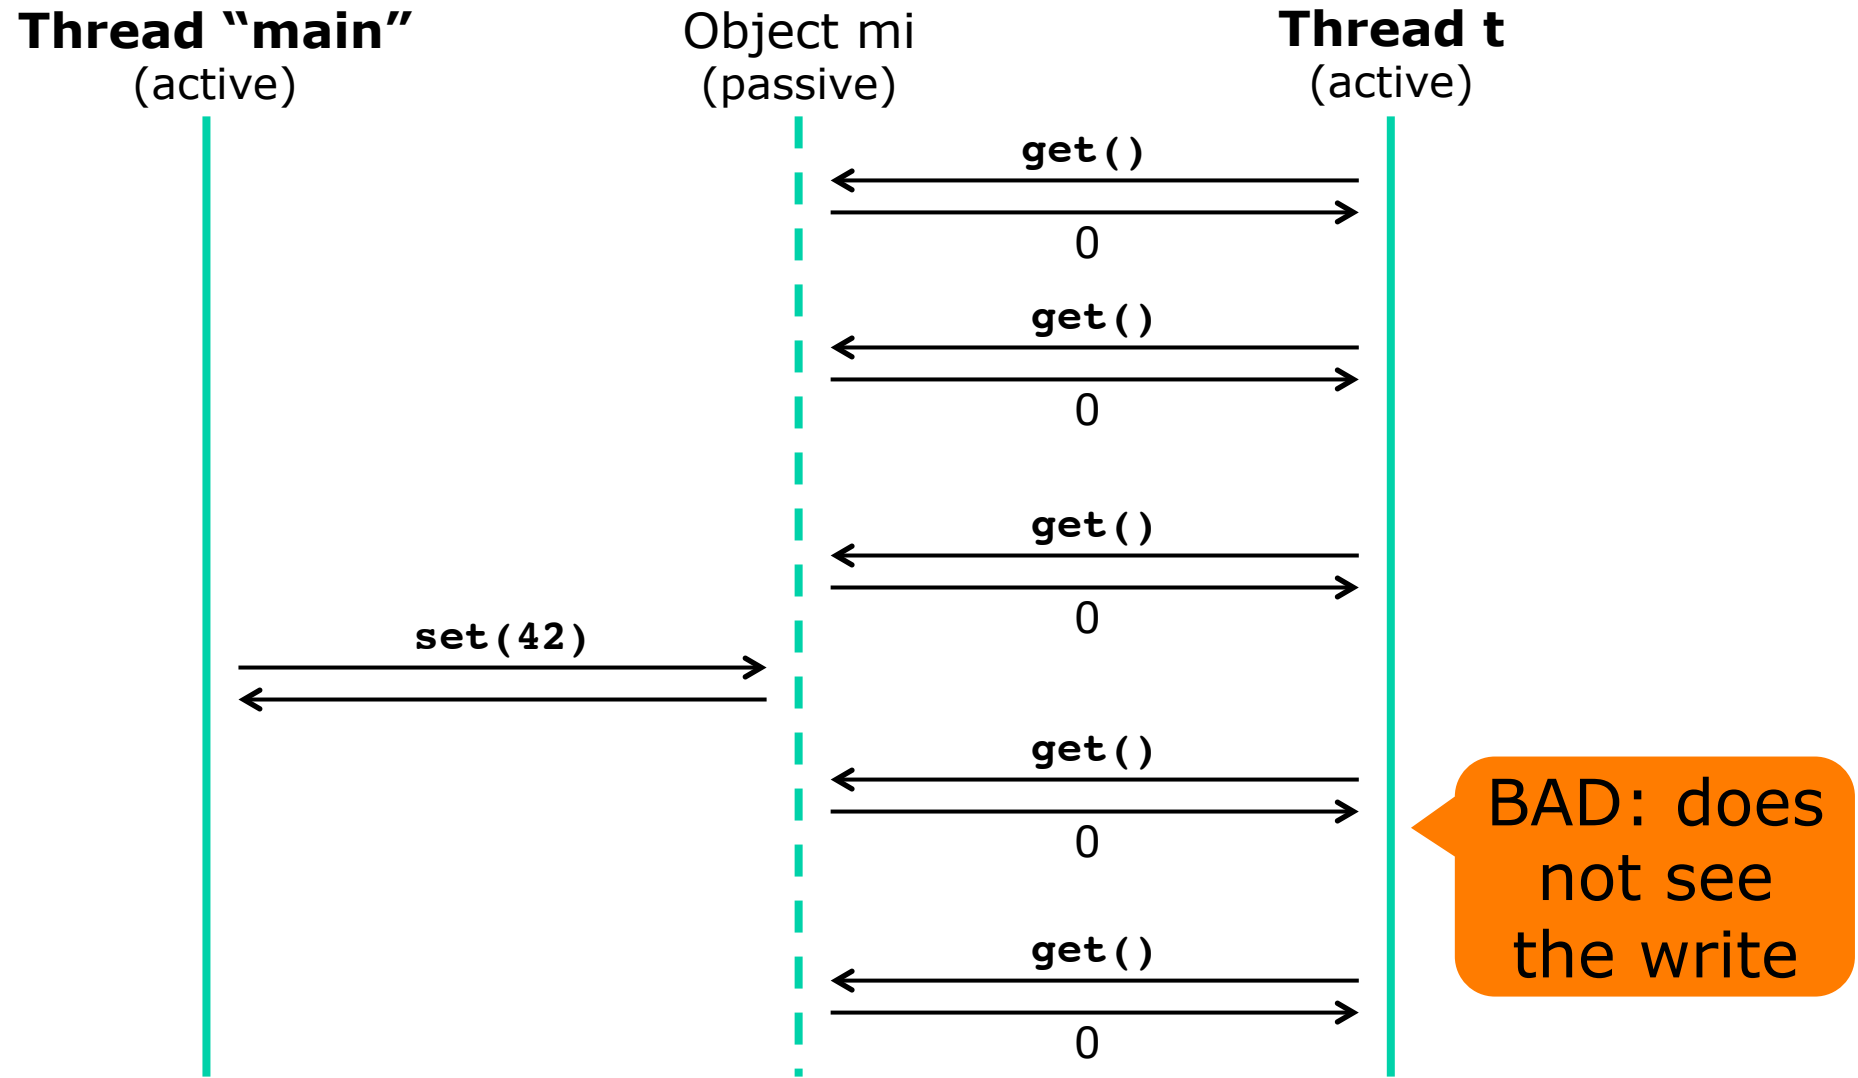 Thread “main”
(active)
Object mi
(passive)
Thread t
(active)
get()
0
get()
0
get()
0
set(42)
get()
0
BAD: does
not see
the write
get()
0